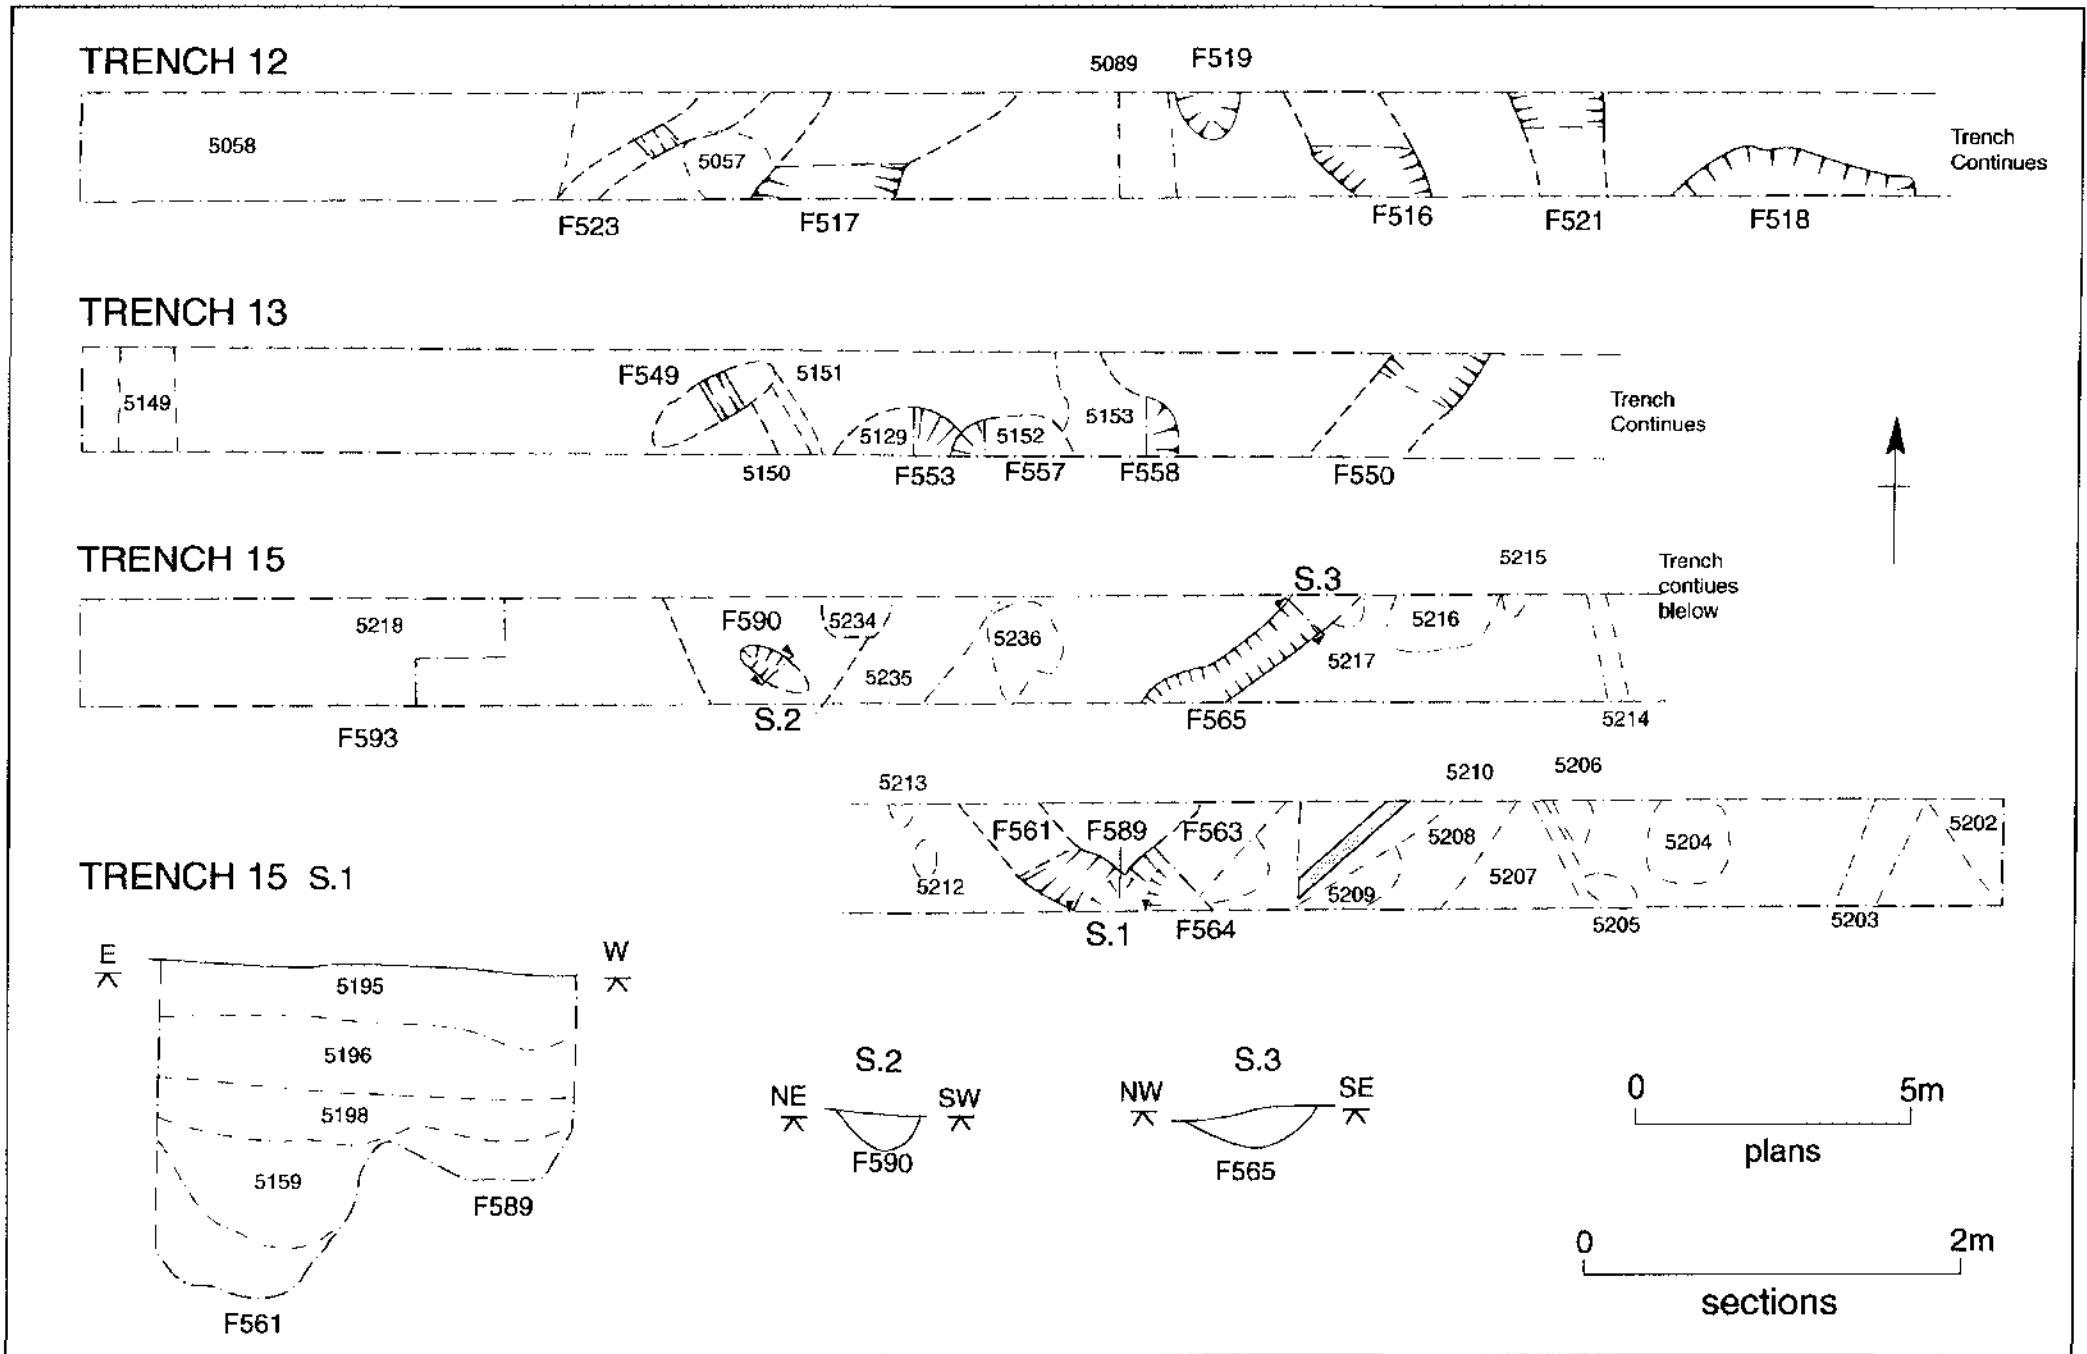 TRENCH 12
5089
F519
5058
5057
Trench
Continues
F523
F517
F516
F521
F518
TRENCH 13
F549
5151
5149
5129
5152
5153
Trench
Continues
5150
F553
F557
F558
F550
TRENCH 15
S.3
5215
Trench
contiues
blelow
5218
F590
5234
5236
5216
5235
5217
F593
S.2
F565
5214
5213
5210
5206
F561
F589
F563
5208
5204
5202
5212
5209
5207
S.1
F564
5205
5203
TRENCH 15 S.1
E
W
5195
5196
5198
5159
F589
F561
S.2
NE
SW
F590
S.3
NW
SE
F565
0
5m
plans
0
2m
sections